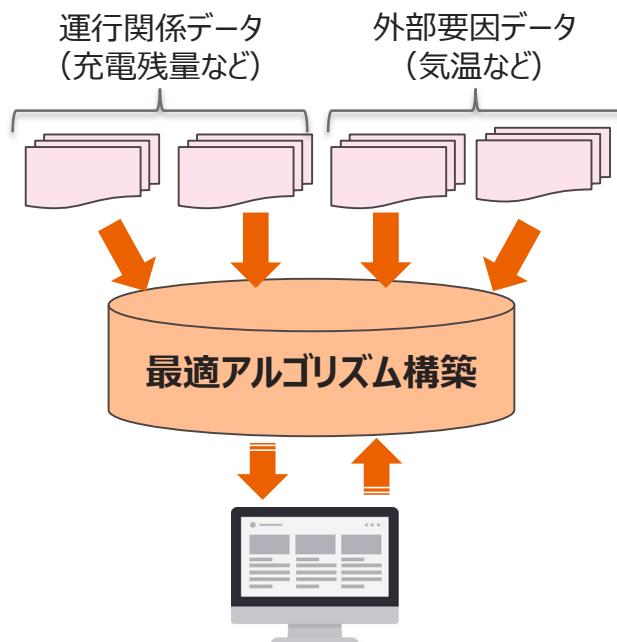 運行関係データ
（充電残量など）
外部要因データ
（気温など）
最適アルゴリズム構築